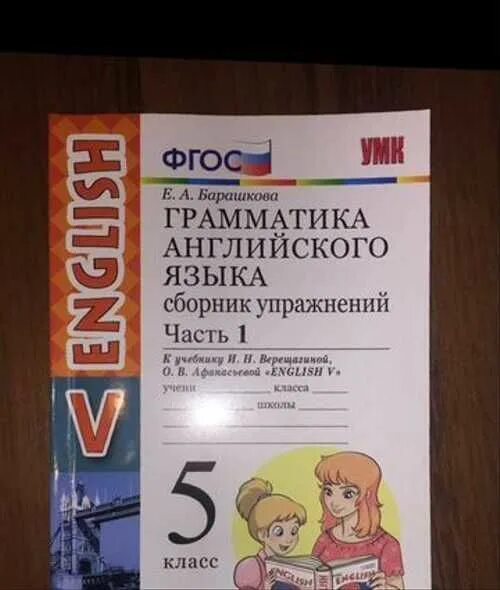 ENGLISH V
ФГОС
УМК
Е. А. Барашкова
ГРАММАТИКА
АНГЛИЙСКОГО
ЯЗЫКА
сборник упражнений
Часть 1
К учебнику И. Н. Верещагиной,
О. В. Афанасьевой «ENGLISH V»
учени класса
школы
5
класс
ENGLISH
ENGLISH